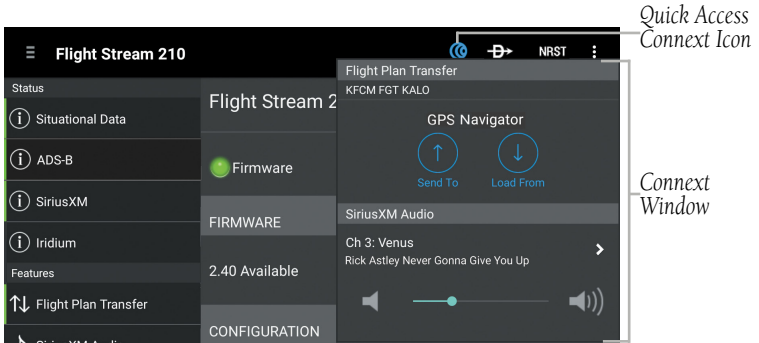 Quick Access
Connext Icon
Flight Stream 210
NRST
Status
Situational Data
ADS-B
SiriusXM
Iridium
Features
Flight Plan Transfer
Flight Stream 2
Firmware
FIRMWARE
2.40 Available
CONFIGURATION
Flight Plan Transfer
KFCM FGT KALO
GPS Navigator
Send To
Load From
SiriusXM Audio
Ch 3: Venus
Rick Astley Never Gonna Give You Up
Connext
Window